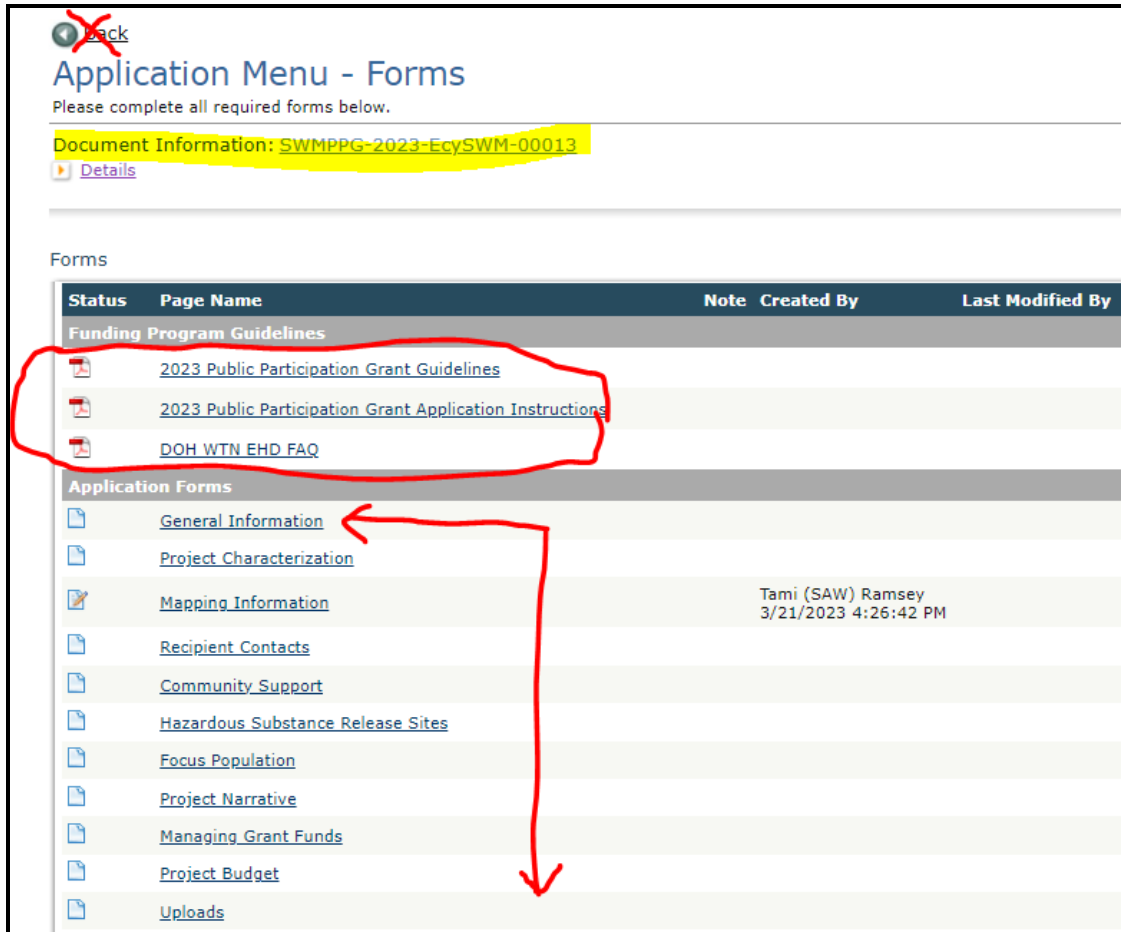 back
Application Menu - Forms
Please complete all required forms below.
Document Information: SWMPPG-2023-EcySWM-00013
Details
Forms
Status Page Name Note Created By Last Modified By
Funding Program Guidelines
2023 Public Participation Grant Guidelines
2023 Public Participation Grant Application Instructions
DOH WTN EHD FAQ
Application Forms
General Information
Project Characterization
Mapping Information Tami (SAW) Ramsey
3/21/2023 4:26:42 PM
Recipient Contacts
Community Support
Hazardous Substance Release Sites
Focus Population
Project Narrative
Managing Grant Funds
Project Budget
Uploads